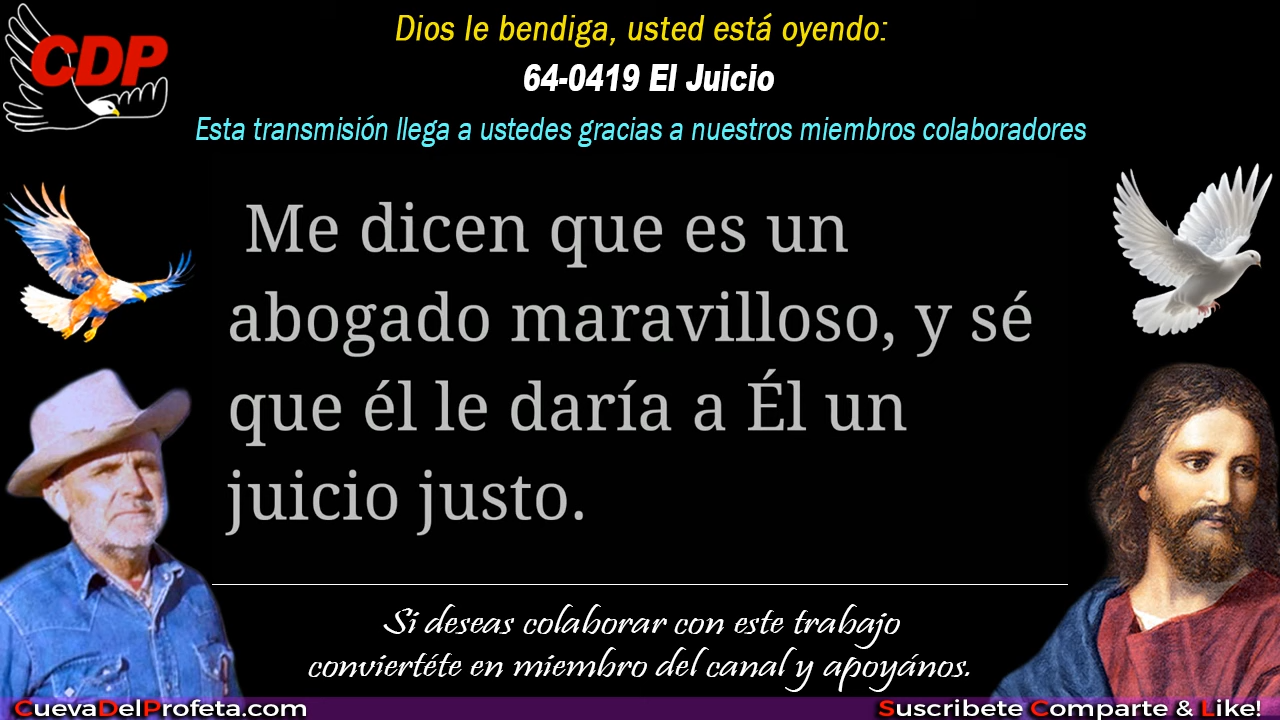 CDP
Dios le bendiga, usted está oyendo:
64-0419 El Juicio
Esta transmisión llega a ustedes gracias a nuestros miembros colaboradores
Me dicen que es un
abogado maravilloso, y sé
que él le daría a Él un
juicio justo.
Si deseas colaborar con este trabajo
conviertéte en miembro del canal y apoyános.
CuevaDelProfeta.com
Suscribete Comparte & Like!